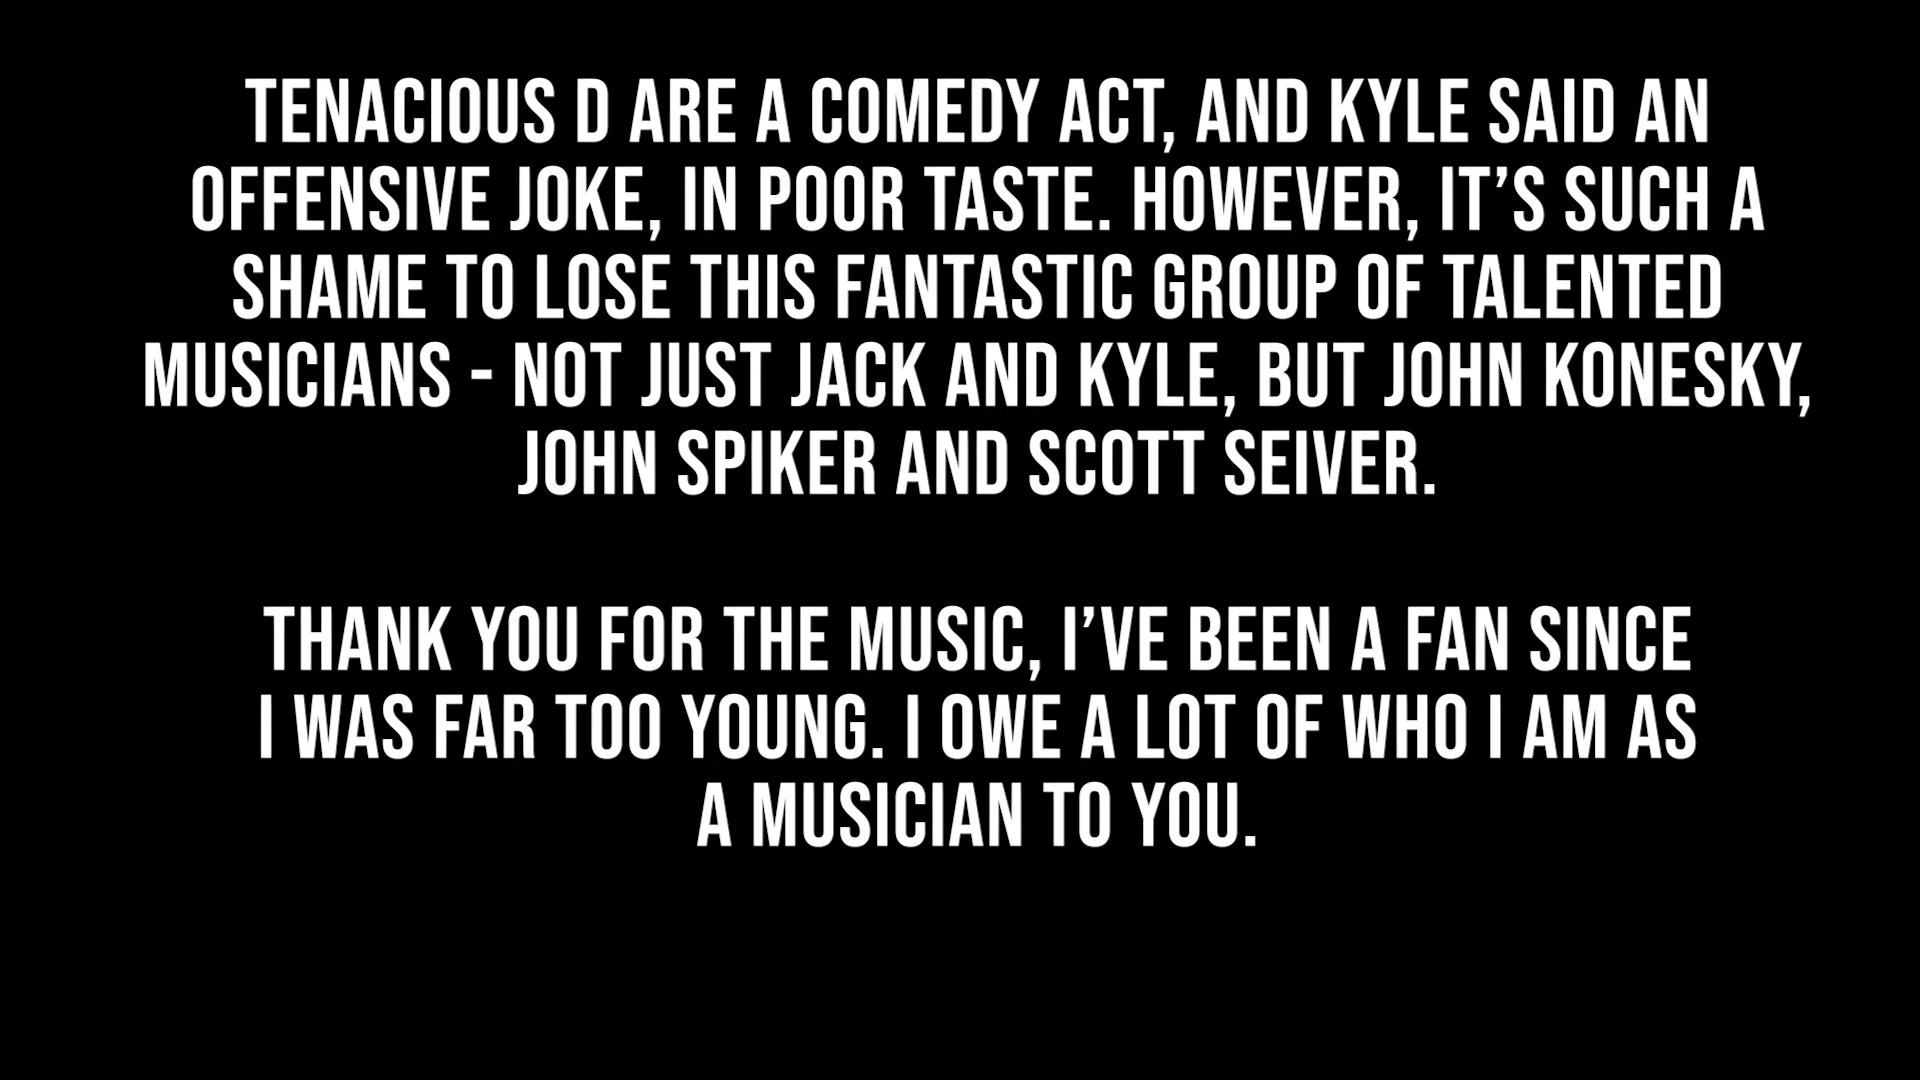 TENACIOUS D ARE A COMEDY ACT, AND KYLE SAID AN
OFFENSIVE JOKE, IN POOR TASTE. HOWEVER, IT’S SUCH A
SHAME TO LOSE THIS FANTASTIC GROUP OF TALENTED
MUSICIANS - NOT JUST JACK AND KYLE, BUT JOHN KONESKY,
JOHN SPIKER AND SCOTT SEIVER.
THANK YOU FOR THE MUSIC, I’VE BEEN A FAN SINCE
I WAS FAR TOO YOUNG. I OWE A LOT OF WHO I AM AS
A MUSICIAN TO YOU.